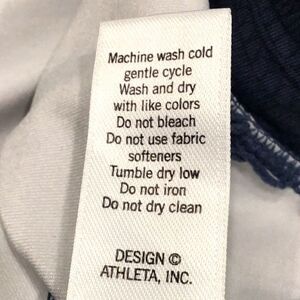 Machine wash cold
gentle cycle
Wash and dry
with like colors
Do not bleach
Do not use fabric
softeners
Tumble dry low
Do not iron
Do not dry clean
DESIGN ©
ATHLETA, INC.